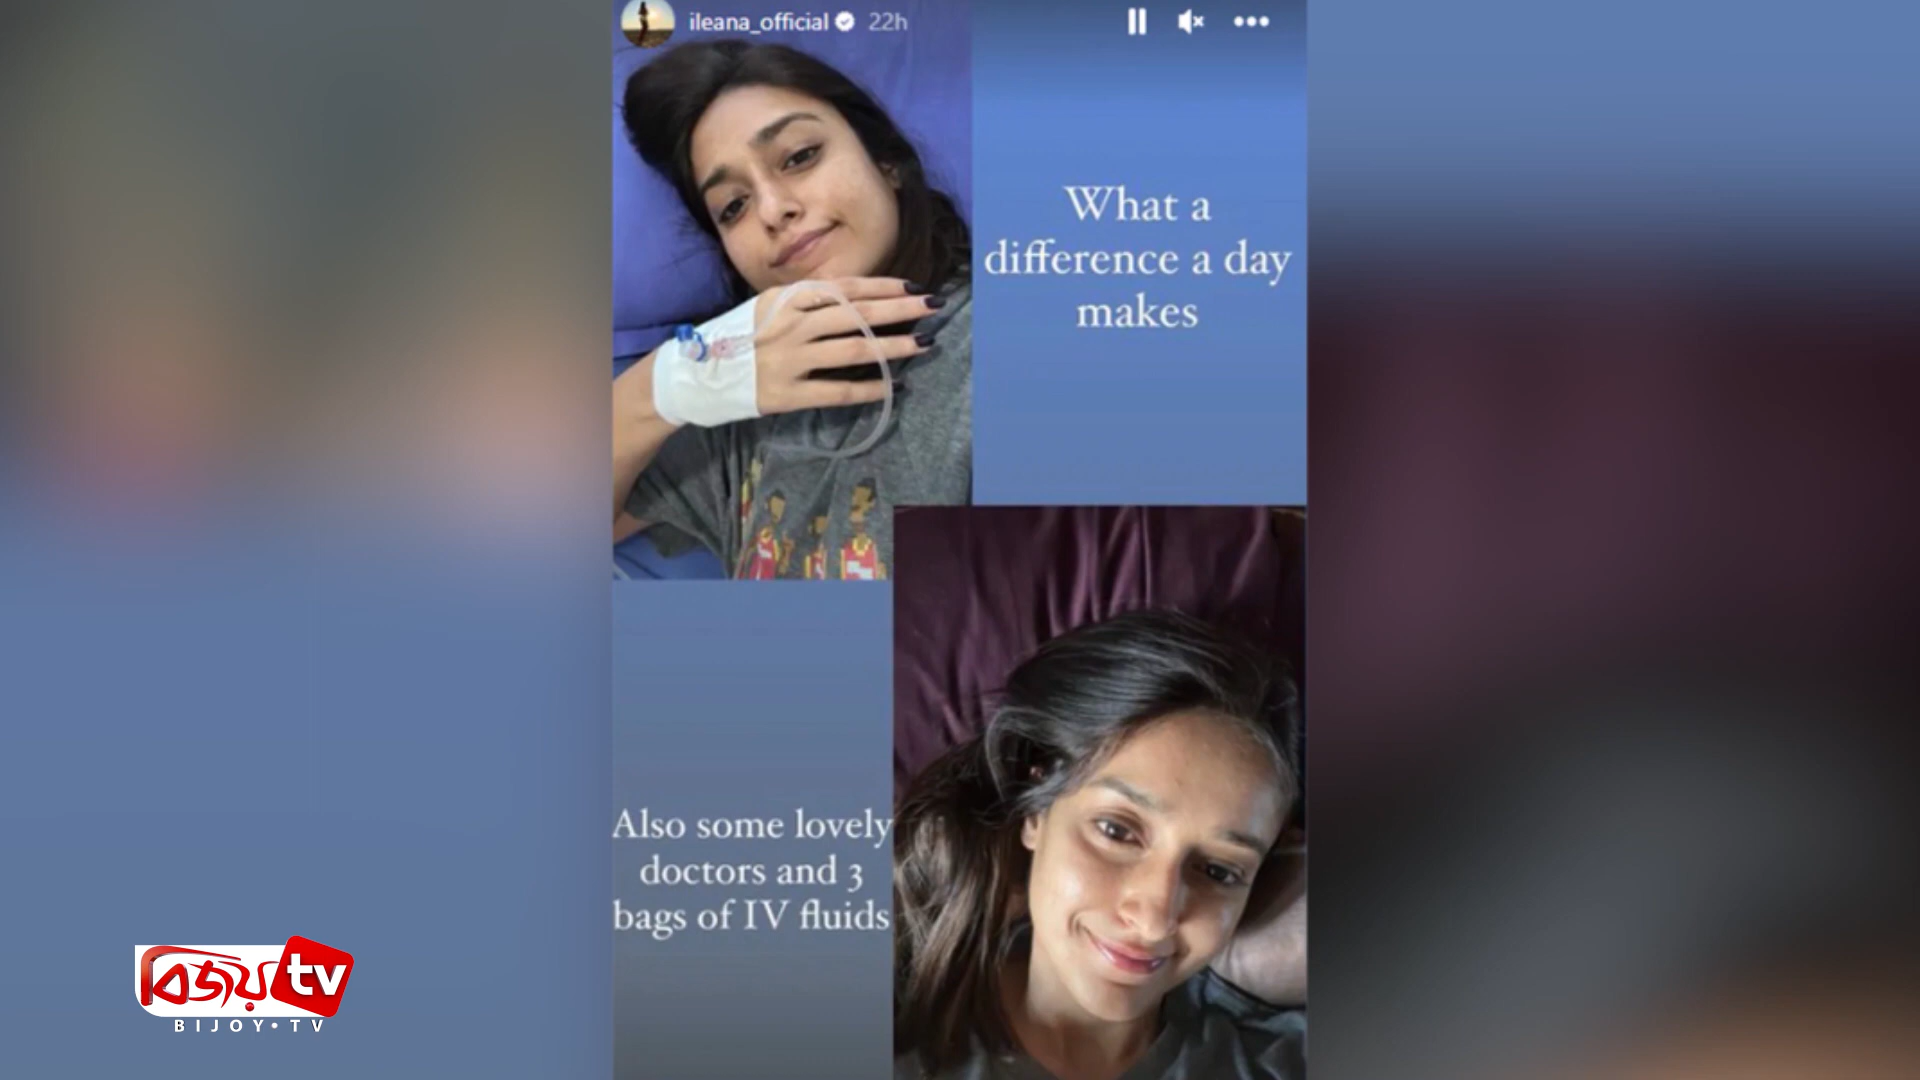 ileana_official 22h
What a
difference a day
makes
Also some lovely
doctors and 3
bags of IV fluids
বিজয় tv
BIJOY•TV